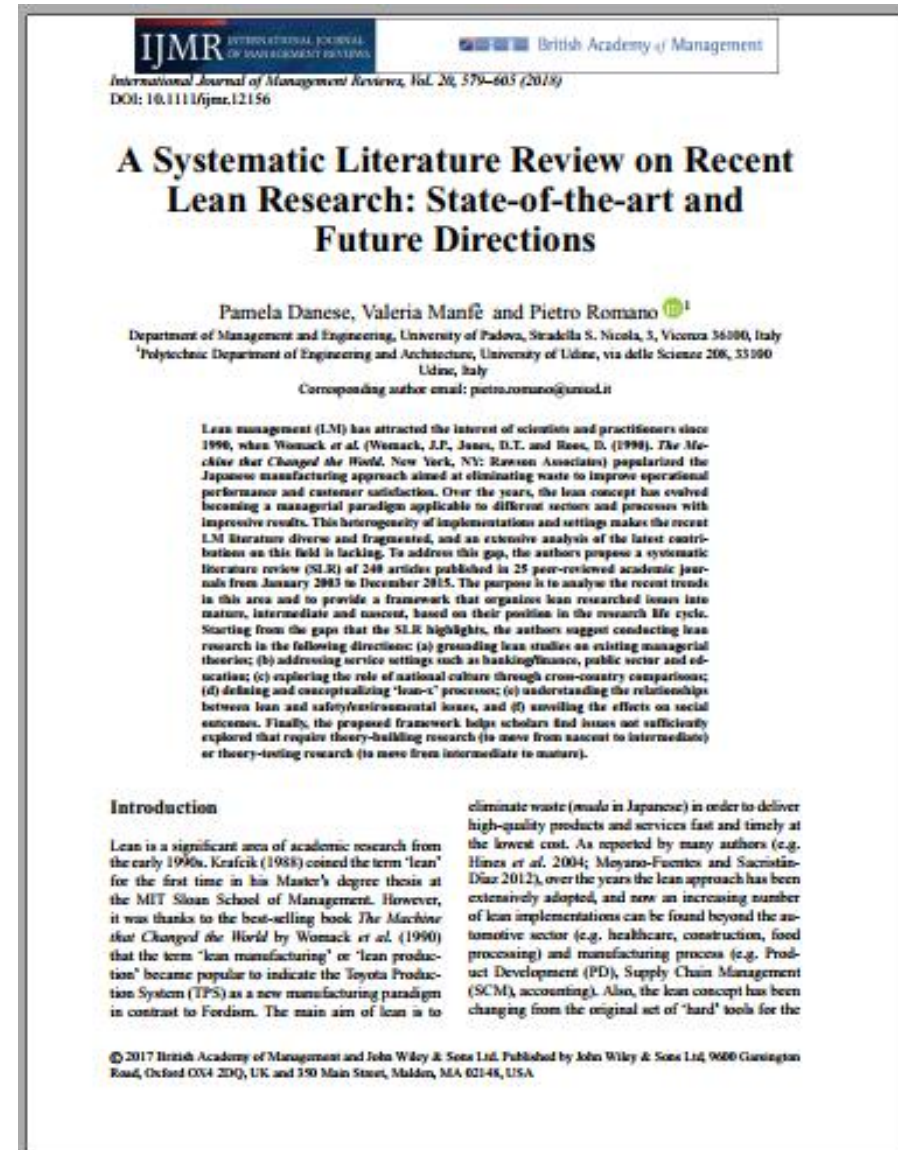 IJMR INTERNATIONAL JOURNAL
OF MANAGEMENT REVIEWS
British Academy of Management
International Journal of Management Reviews, Vol. 20, 579–605 (2018)
DOI: 10.1111/ijmr.12156
A Systematic Literature Review on Recent
Lean Research: State-of-the-art and
Future Directions
Pamela Danese, Valeria Manfè and Pietro Romano iD 1
Department of Management and Engineering, University of Padova, Stradella S. Nicola, 3, Vicenza 36100, Italy
1Polytechnic Department of Engineering and Architecture, University of Udine, via delle Scienze 208, 33100
Udine, Italy
Corresponding author email: pietro.romano@uniud.it
Lean management (LM) has attracted the interest of scientists and practitioners since
1990, when Womack et al. (Womack, J.P., Jones, D.T. and Roos, D. (1990). The Ma-
chine that Changed the World. New York, NY: Rawson Associates) popularized the
Japanese manufacturing approach aimed at eliminating waste to improve operational
performance and customer satisfaction. Over the years, the lean concept has evolved
becoming a managerial paradigm applicable to different sectors and processes with
impressive results. This heterogeneity of implementations and settings makes the recent
LM literature diverse and fragmented, and an extensive analysis of the latest contri-
butions on this field is lacking. To address this gap, the authors propose a systematic
literature review (SLR) of 240 articles published in 25 peer-reviewed academic jour-
nals from January 2003 to December 2015. The purpose is to analyse the recent trends
in this area and to provide a framework that organizes lean researched issues into
mature, intermediate and nascent, based on their position in the research life cycle.
Starting from the gaps that the SLR highlights, the authors suggest conducting lean
research in the following directions: (a) grounding lean studies on existing managerial
theories; (b) addressing service settings such as banking/finance, public sector and ed-
ucation; (c) exploring the role of national culture through cross-country comparisons;
(d) defining and conceptualizing 'lean-x' processes; (e) understanding the relationships
between lean and safety/environmental issues, and (f) unveiling the effects on social
outcomes. Finally, the proposed framework helps scholars find issues not sufficiently
explored that require theory-building research (to move from nascent to intermediate)
or theory-testing research (to move from intermediate to mature).
Introduction
Lean is a significant area of academic research from
the early 1990s. Krafcik (1988) coined the term 'lean'
for the first time in his Master's degree thesis at
the MIT Sloan School of Management. However,
it was thanks to the best-selling book The Machine
that Changed the World by Womack et al. (1990)
that the term 'lean manufacturing' or 'lean produc-
tion' became popular to indicate the Toyota Produc-
tion System (TPS) as a new manufacturing paradigm
in contrast to Fordism. The main aim of lean is to
eliminate waste (muda in Japanese) in order to deliver
high-quality products and services fast and timely at
the lowest cost. As reported by many authors (e.g.
Hines et al. 2004; Moyano-Fuentes and Sacristán-
Díaz 2012), over the years the lean approach has been
extensively adopted, and now an increasing number
of lean implementations can be found beyond the au-
tomotive sector (e.g. healthcare, construction, food
processing) and manufacturing process (e.g. Prod-
uct Development (PD), Supply Chain Management
(SCM), accounting). Also, the lean concept has been
changing from the original set of 'hard' tools for the
© 2017 British Academy of Management and John Wiley & Sons Ltd. Published by John Wiley & Sons Ltd, 9600 Garsington
Road, Oxford OX4 2DQ, UK and 350 Main Street, Malden, MA 02148, USA